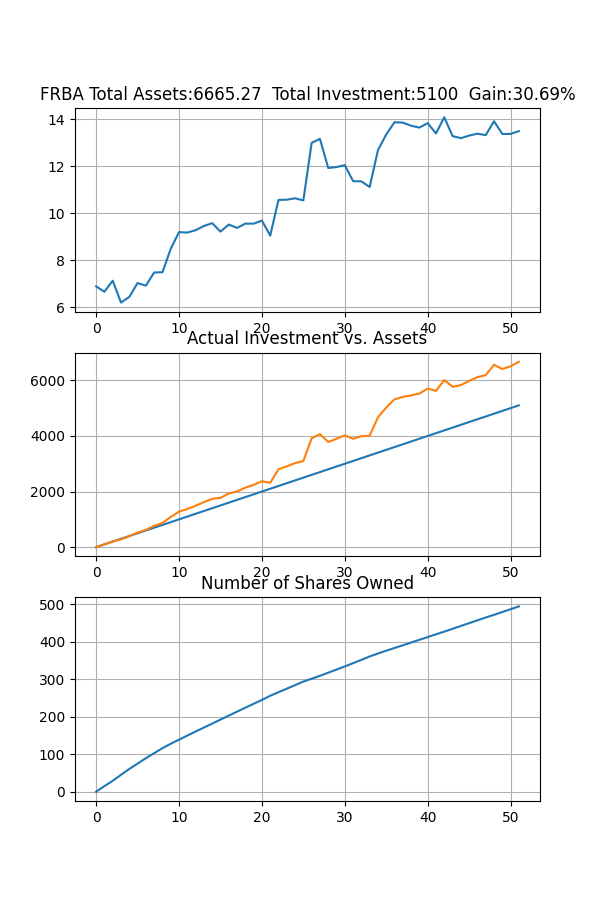 FRBA Total Assets:6665.27  Total Investment:5100  Gain:30.69%
14
12
10
8
6
0 10 20 30 40 50
Actual Investment vs. Assets
6000
4000
2000
0
0 10 20 30 40 50
Number of Shares Owned
500
400
300
200
100
0
0 10 20 30 40 50